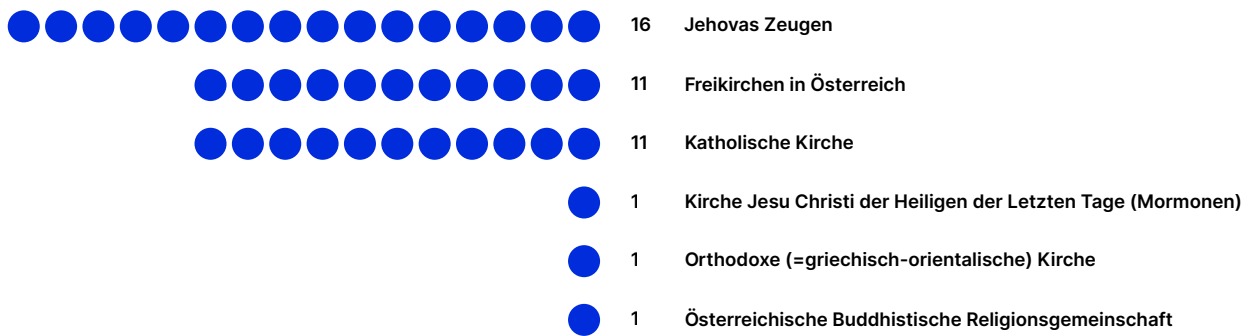 16 Jehovas Zeugen
11 Freikirchen in Österreich
11 Katholische Kirche
1 Kirche Jesu Christi der Heiligen der Letzten Tage (Mormonen)
1 Orthodoxe (=griechisch-orientalische) Kirche
1 Österreichische Buddhistische Religionsgemeinschaft